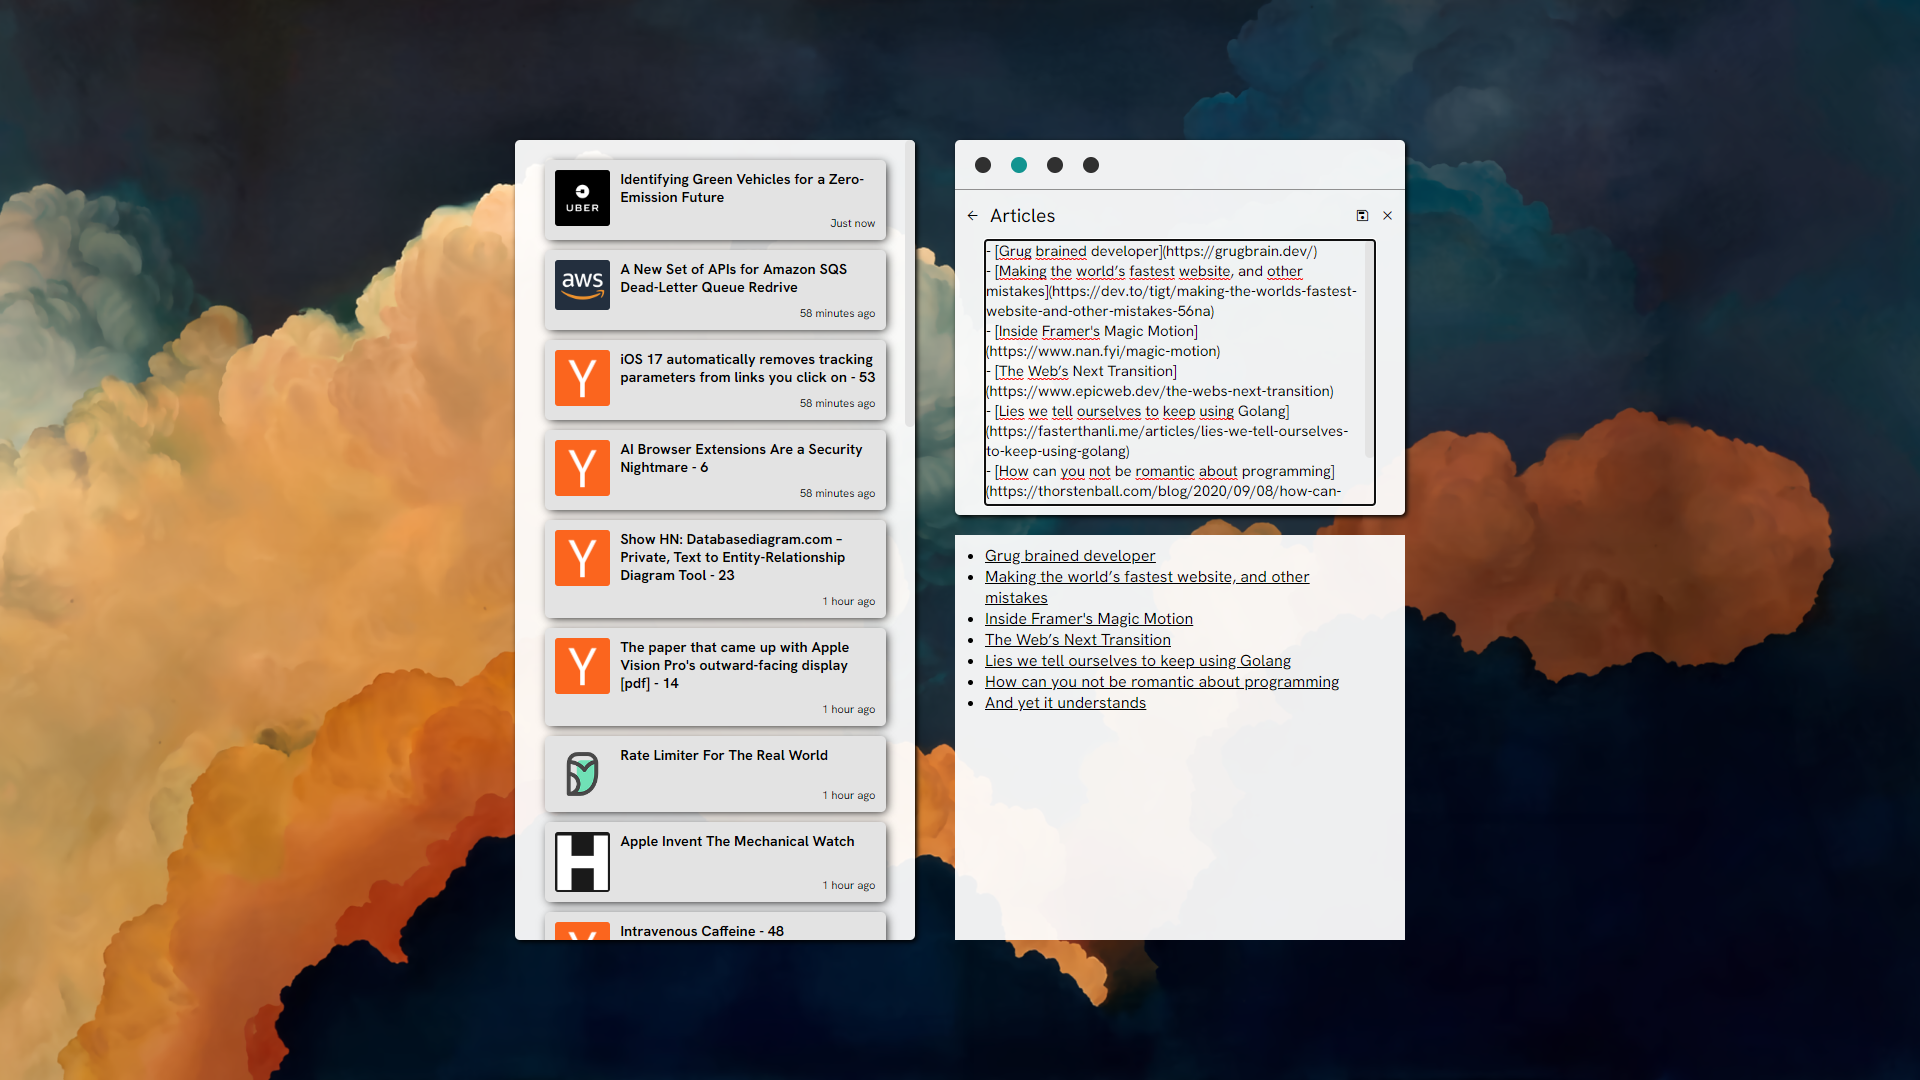 Identifying Green Vehicles for a Zero-
Emission Future
UBER
Just now
A New Set of APIs for Amazon SQS
Dead-Letter Queue Redrive
aws
58 minutes ago
iOS 17 automatically removes tracking
parameters from links you click on - 53
Y
58 minutes ago
AI Browser Extensions Are a Security
Nightmare - 6
Y
58 minutes ago
Show HN: Databasediagram.com –
Private, Text to Entity-Relationship
Diagram Tool - 23
Y
1 hour ago
The paper that came up with Apple
Vision Pro's outward-facing display
[pdf] - 14
Y
1 hour ago
Rate Limiter For The Real World
1 hour ago
Apple Invent The Mechanical Watch
H
1 hour ago
Intravenous Caffeine - 48
Articles
- [Grug brained developer](https://grugbrain.dev/)
- [Making the world’s fastest website, and other
mistakes](https://dev.to/tigt/making-the-worlds-fastest-
website-and-other-mistakes-56na)
- [Inside Framer's Magic Motion]
(https://www.nan.fyi/magic-motion)
- [The Web’s Next Transition]
(https://www.epicweb.dev/the-webs-next-transition)
- [Lies we tell ourselves to keep using Golang]
(https://fasterthanli.me/articles/lies-we-tell-ourselves-
to-keep-using-golang)
- [How can you not be romantic about programming]
(https://thorstenball.com/blog/2020/09/08/how-can-
Grug brained developer
Making the world’s fastest website, and other
mistakes
Inside Framer's Magic Motion
The Web’s Next Transition
Lies we tell ourselves to keep using Golang
How can you not be romantic about programming
And yet it understands